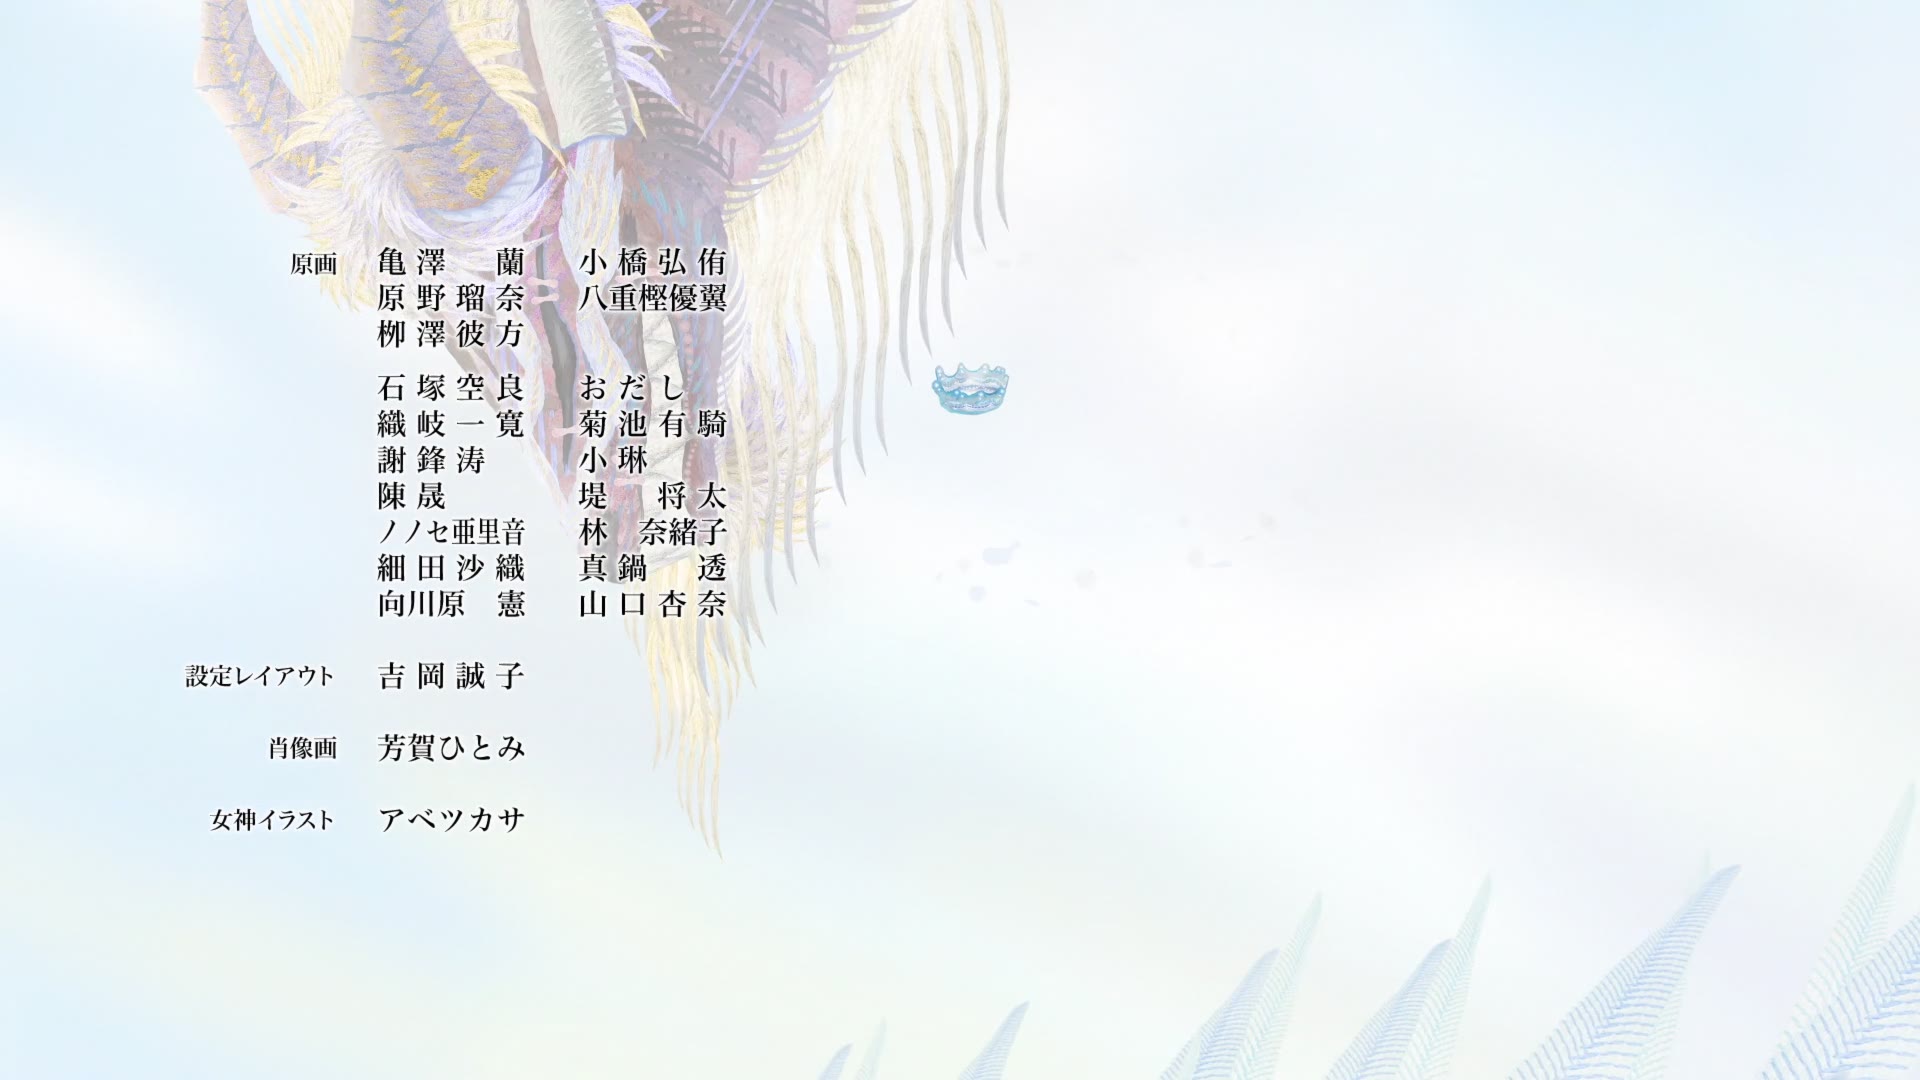 原画 亀澤 蘭 小橋弘侑
原野瑠奈 八重樫優翼
栁澤彼方
石塚空良 おだし
織岐一寛 菊池有騎
謝鋒涛 小琳
陳晟 堤 将太
ノノセ亜里音 林 奈緒子
細田沙織 真鍋 透
向川原 憲 山口杏奈
設定レイアウト 吉岡誠子
肖像画 芳賀ひとみ
女神イラスト アベツカサ